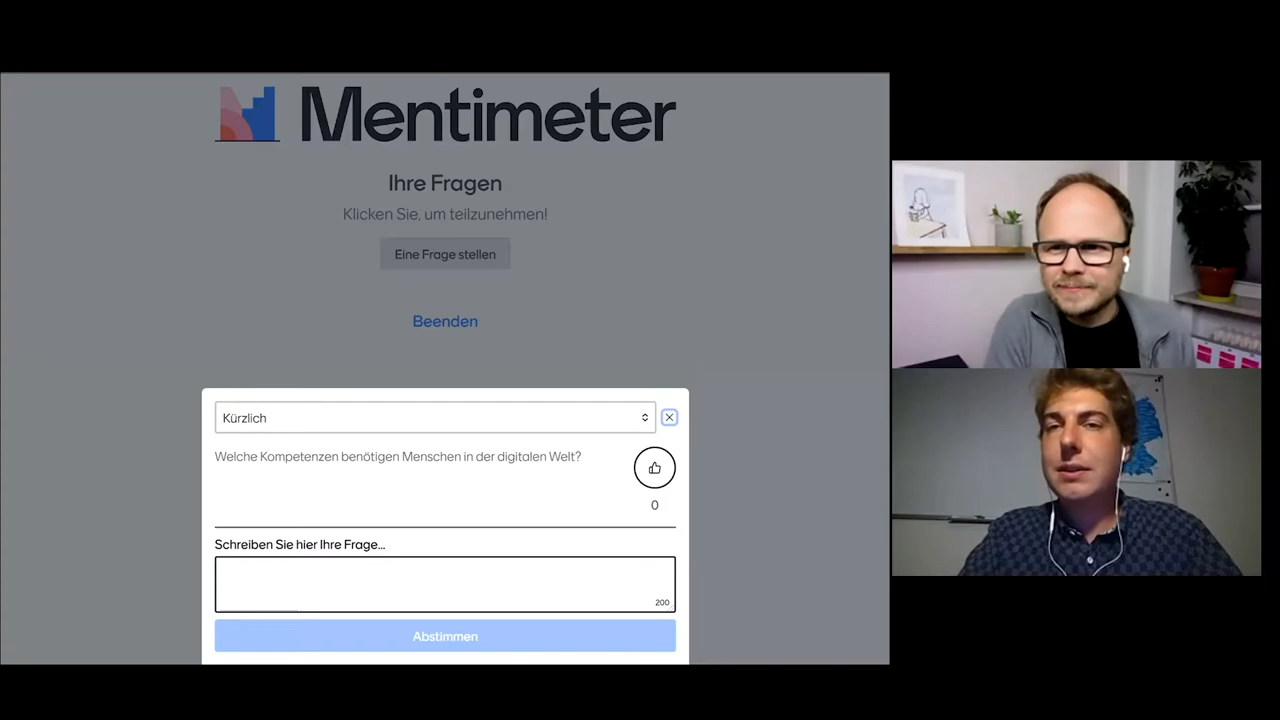 Mentimeter
Ihre Fragen
Klicken Sie, um teilzunehmen!
Eine Frage stellen
Beenden
Kürzlich
Welche Kompetenzen benötigen Menschen in der digitalen Welt?
0
Schreiben Sie hier Ihre Frage...
200
Abstimmen